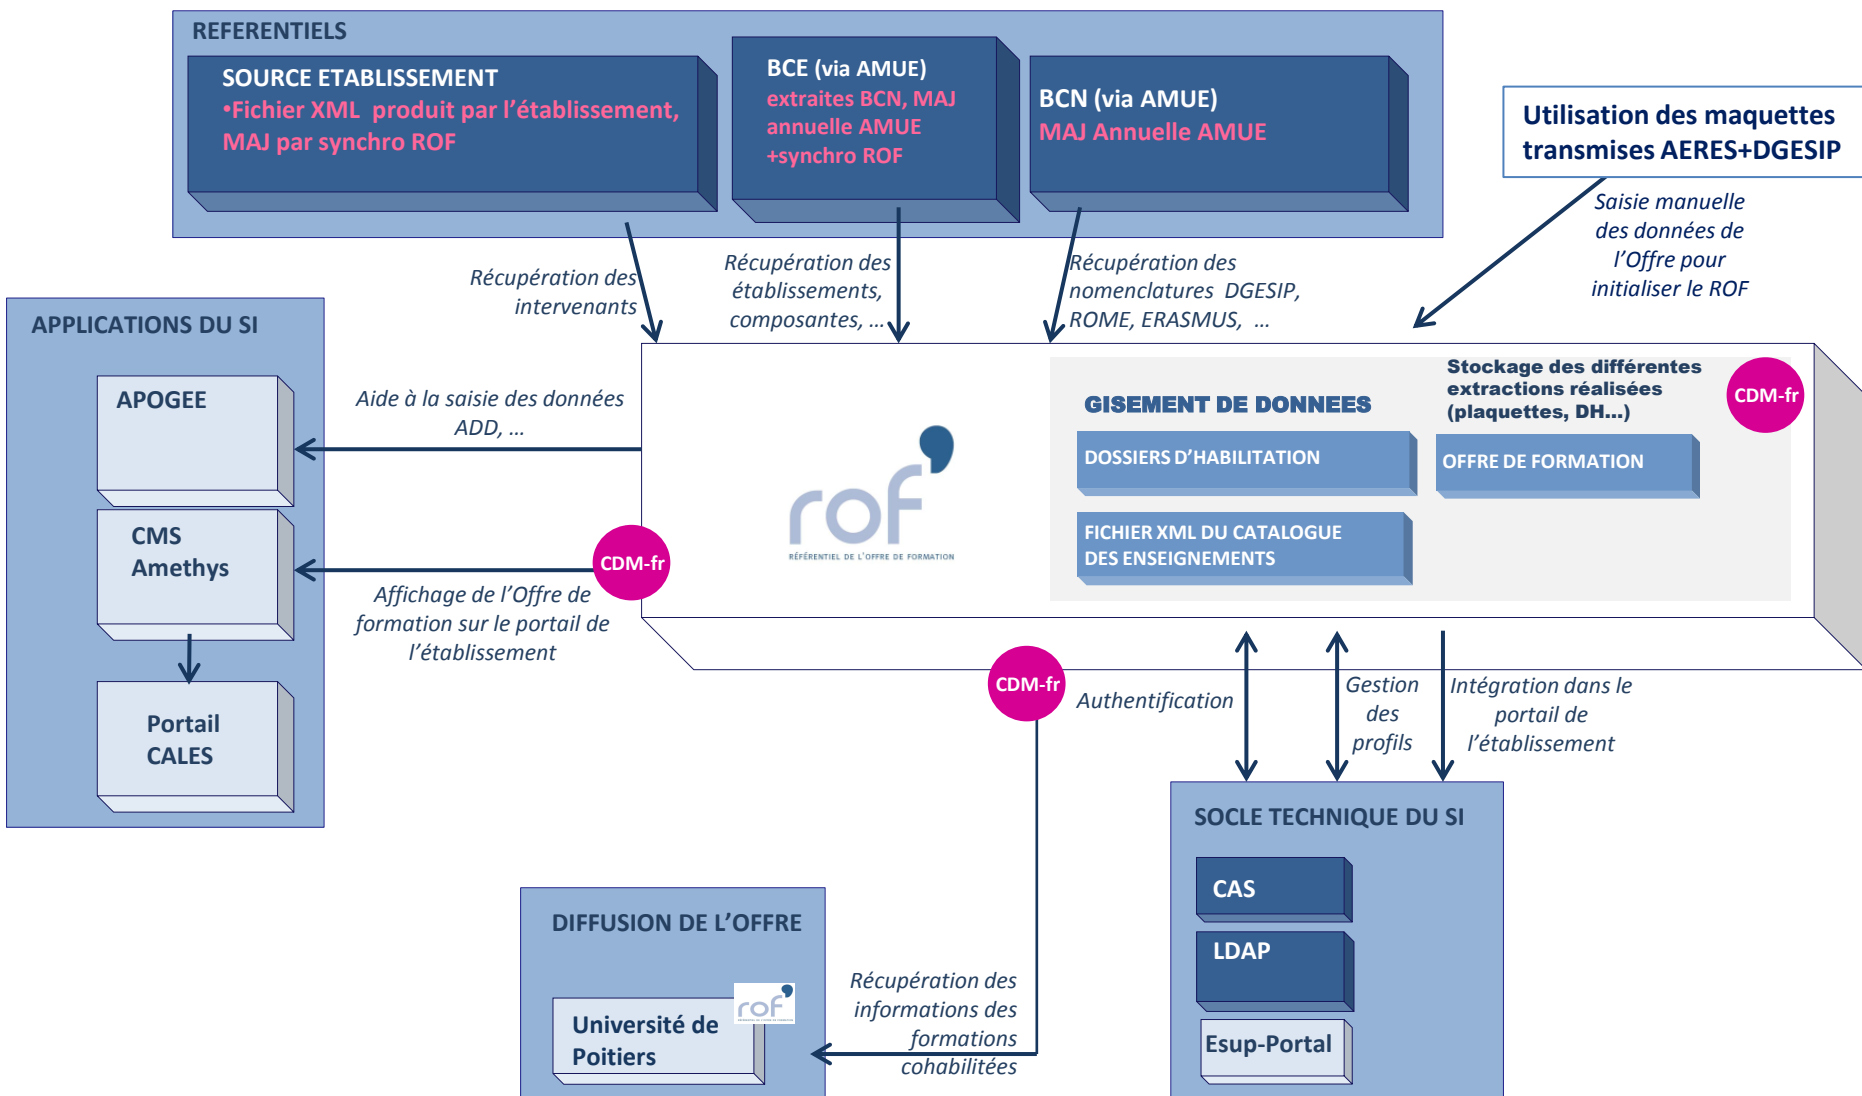 REFERENTIELS
SOURCE ETABLISSEMENT
•Fichier XML produit par l'établissement,
MAJ par synchro ROF
BCE (via AMUE)
extraites BCN, MAJ
annuelle AMUE
+synchro ROF
BCN (via AMUE)
MAJ Annuelle AMUE
Utilisation des maquettes
transmises AERES+DGESIP
Saisie manuelle
des données de
l'Offre pour
initialiser le ROF
Récupération des
intervenants
Récupération des
établissements,
composantes, …
Récupération des
nomenclatures DGESIP,
ROME, ERASMUS, …
APPLICATIONS DU SI
APOGEE
CMS
Amethys
Portail
CALES
Aide à la saisie des données
ADD, …
CDM-fr
Affichage de l'Offre de
formation sur le portail de
l'établissement
rof'
RÉFÉRENTIEL DE L'OFFRE DE FORMATION
GISEMENT DE DONNEES
DOSSIERS D'HABILITATION
FICHIER XML DU CATALOGUE
DES ENSEIGNEMENTS
Stockage des différentes
extractions réalisées
(plaquettes, DH…)
OFFRE DE FORMATION
CDM-fr
CDM-fr
Authentification
Gestion
des
profils
Intégration dans le
portail de
l'établissement
SOCLE TECHNIQUE DU SI
CAS
LDAP
Esup-Portal
DIFFUSION DE L'OFFRE
Université de
Poitiers
rof'
Récupération des
informations des
formations
cohabilitées